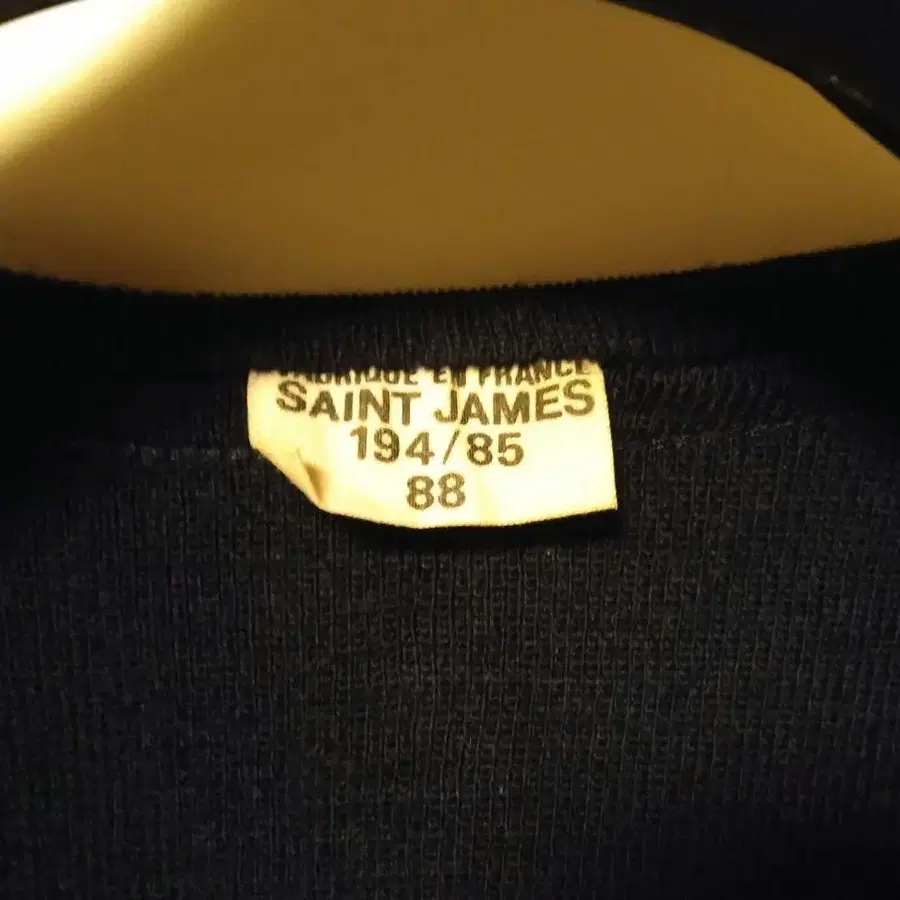 FABRIQUE EN FRANCE
SAINT JAMES
194/85
88